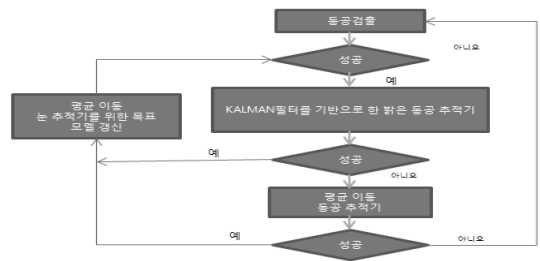 동공검출
아니요
성공
예
평균 이동
눈 추적기를 위한 목표
모델 갱신
KALMAN필터를 기반으로 한 밝은 동공 추적기
예
성공
아니요
평균 이동
동공 추적기
예
성공
아니요